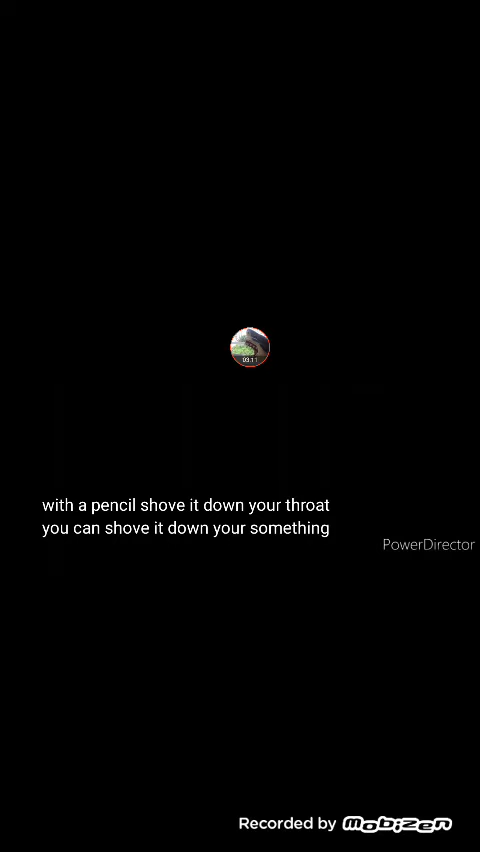 03:11
with a pencil shove it down your throat
you can shove it down your something
PowerDirector
Recorded by Mobizen